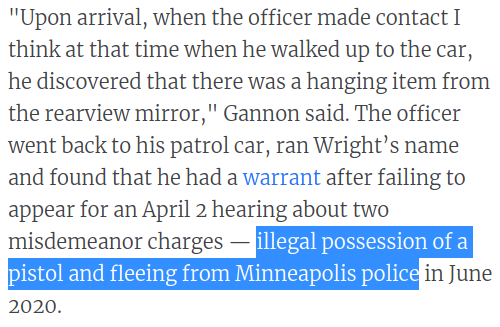 "Upon arrival, when the officer made contact I
think at that time when he walked up to the car,
he discovered that there was a hanging item from
the rearview mirror," Gannon said. The officer
went back to his patrol car, ran Wright’s name
and found that he had a warrant after failing to
appear for an April 2 hearing about two
misdemeanor charges — illegal possession of a
pistol and fleeing from Minneapolis police in June
2020.